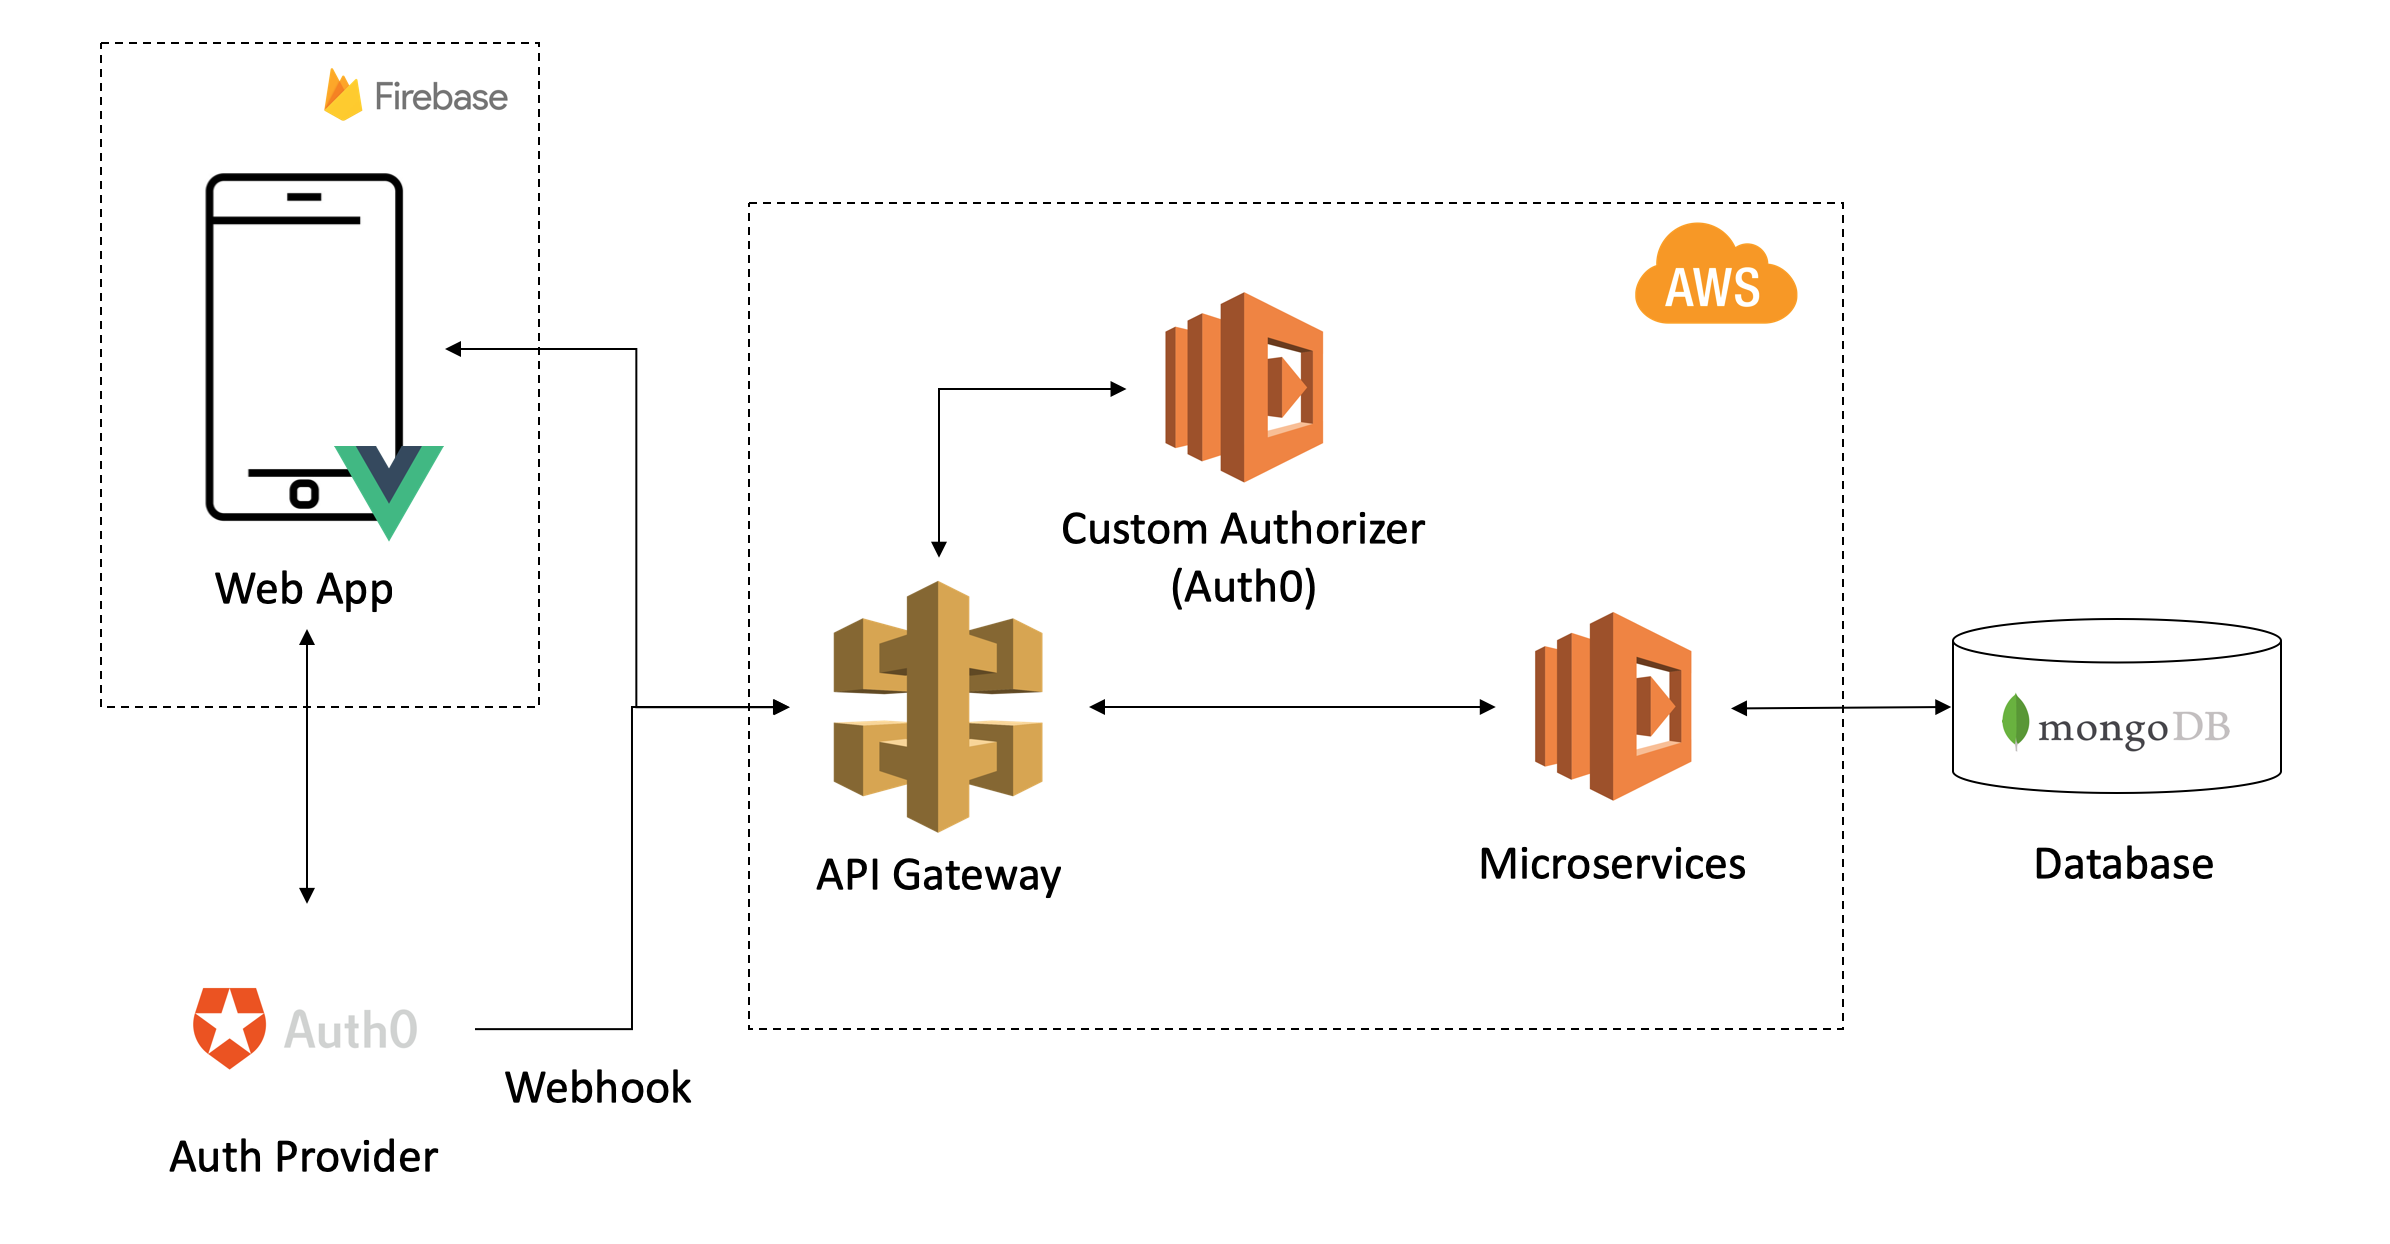 Firebase
AWS
Web App
Custom Authorizer
(Auth0)
API Gateway
Microservices
mongoDB
Database
Auth0
Webhook
Auth Provider